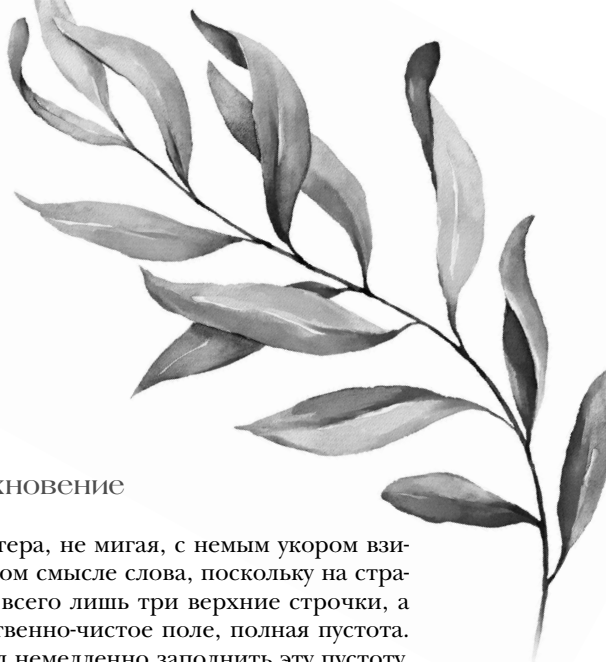 хновение
тера, не мигая, с немым укором взи-
ом смысле слова, поскольку на стра-
всего лишь три верхние строчки, а
твенно-чистое поле, полная пустота.
немедленно заполнить эту пустоту